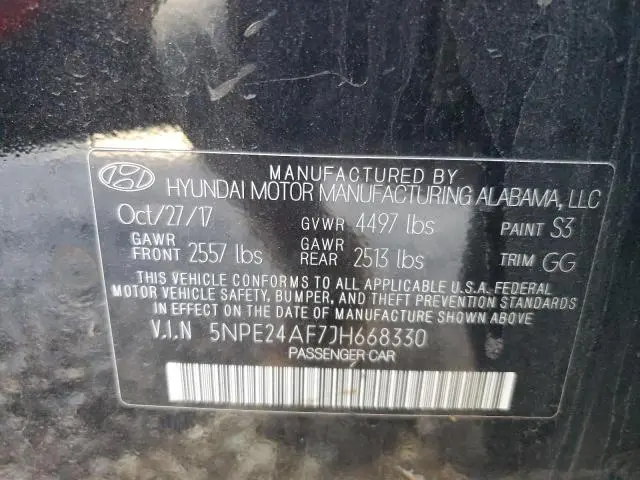 MANUFACTURED BY
HYUNDAI MOTOR MANUFACTURING ALABAMA, LLC
Oct/27/17 GVWR 4497 lbs PAINT S3
GAWR FRONT 2557 lbs GAWR REAR 2513 lbs TRIM GG
THIS VEHICLE CONFORMS TO ALL APPLICABLE U.S.A. FEDERAL
MOTOR VEHICLE SAFETY, BUMPER, AND THEFT PREVENTION STANDARDS
IN EFFECT ON THE DATE OF MANUFACTURE SHOWN ABOVE.
V.I.N 5NPE24AF7JH668330
PASSENGER CAR